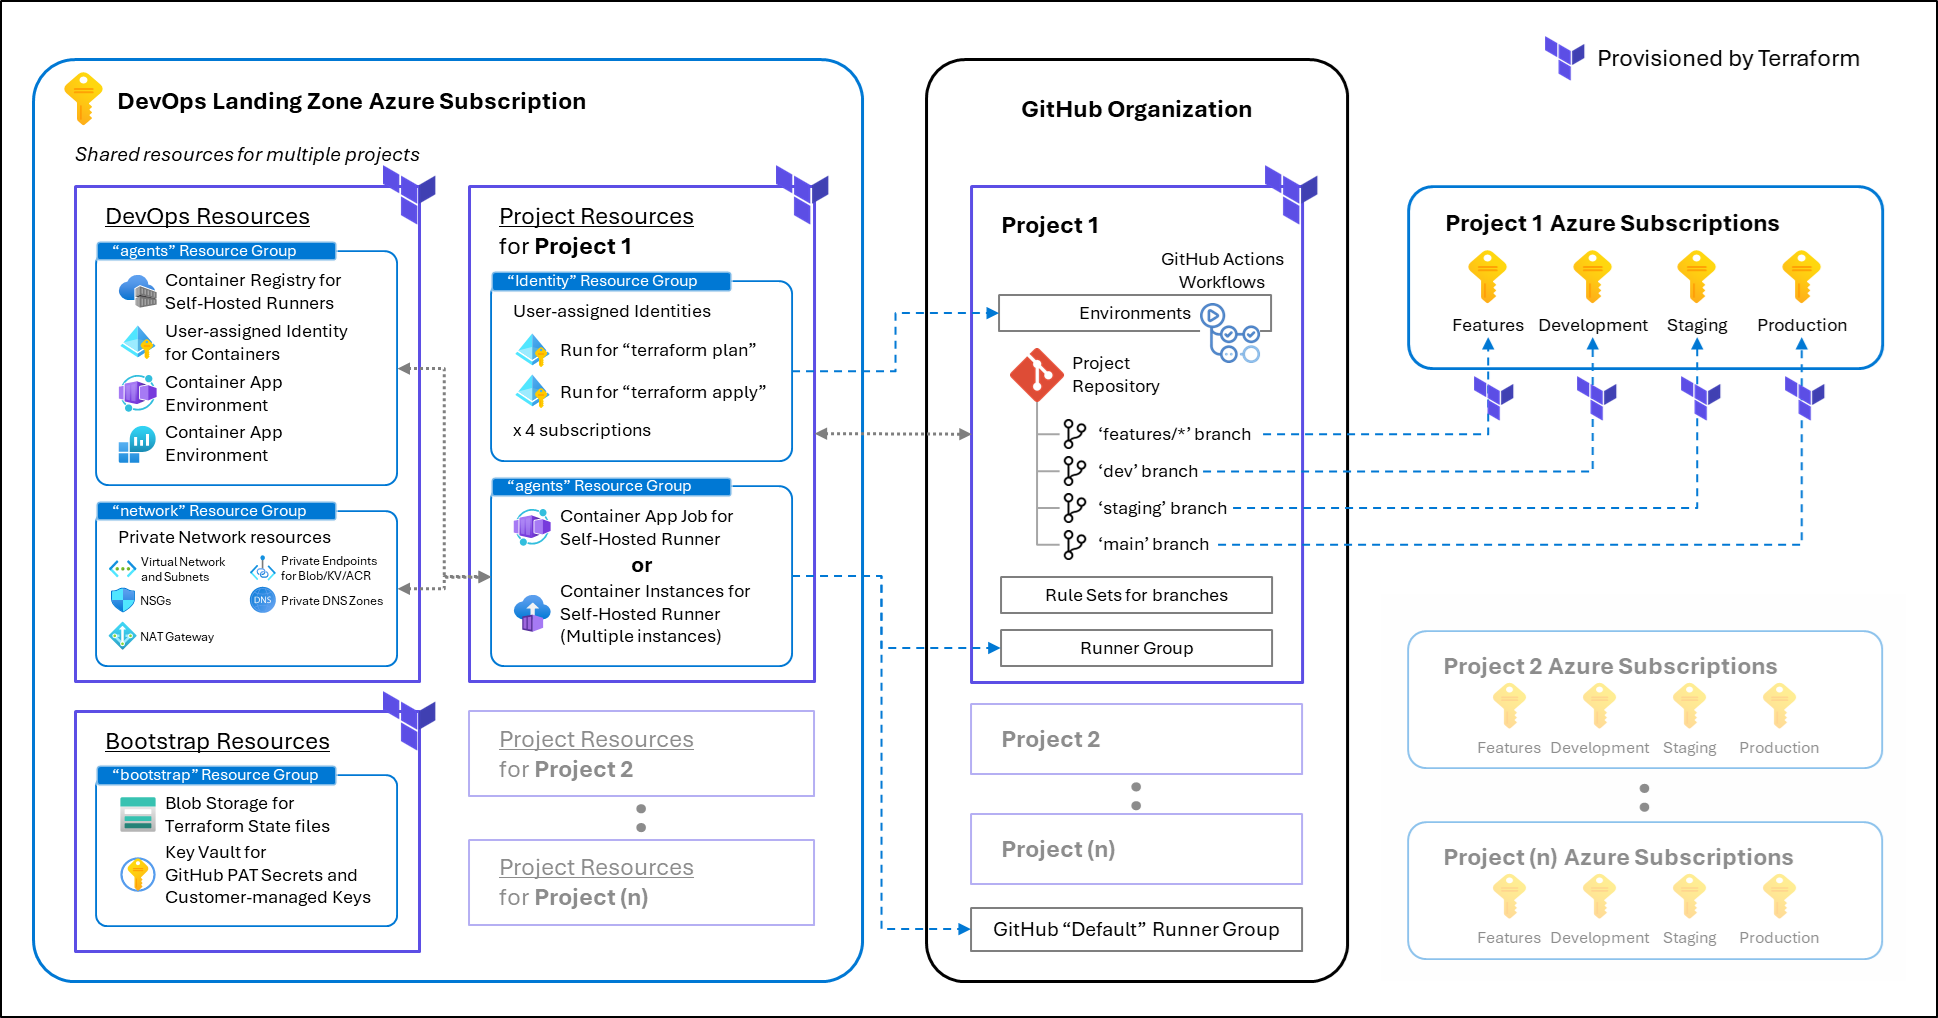 Provisioned by Terraform
DevOps Landing Zone Azure Subscription
Shared resources for multiple projects
DevOps Resources
“agents” Resource Group
Container Registry for
Self-Hosted Runners
User-assigned Identity
for Containers
Container App
Environment
Container App
Environment
“network” Resource Group
Private Network resources
Virtual Network
and Subnets
Private Endpoints
for Blob/KV/ACR
NSGs
DNS
Private DNS Zones
NAT Gateway
Bootstrap Resources
“bootstrap” Resource Group
Blob Storage for
Terraform State files
Key Vault for
GitHub PAT Secrets and
Customer-managed Keys
Project Resources
for Project 1
“Identity” Resource Group
User-assigned Identities
Run for “terraform plan”
Run for “terraform apply”
x 4 subscriptions
“agents” Resource Group
Container App Job for
Self-Hosted Runner
or
Container Instances for
Self-Hosted Runner
(Multiple instances)
Project Resources
for Project 2
Project Resources
for Project (n)
GitHub Organization
Project 1
GitHub Actions
Workflows
Environments
Project
Repository
‘features/*’ branch
‘dev’ branch
‘staging’ branch
‘main’ branch
Rule Sets for branches
Runner Group
Project 2
Project (n)
GitHub “Default” Runner Group
Project 1 Azure Subscriptions
Features Development Staging Production
Project 2 Azure Subscriptions
Features Development Staging Production
Project (n) Azure Subscriptions
Features Development Staging Production